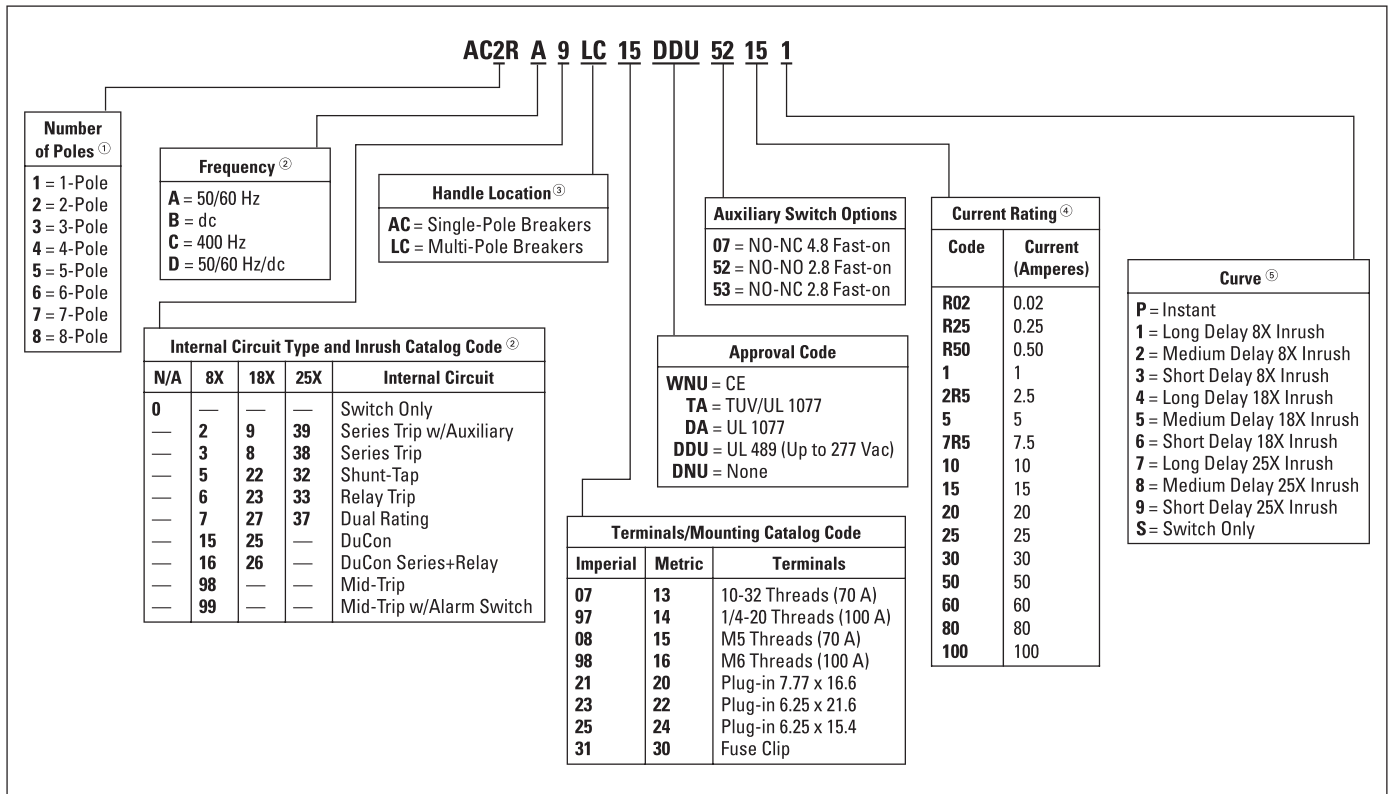 AC2R A 9 LC 15 DDU 52 15 1
Number
of Poles ①
1 = 1-Pole
2 = 2-Pole
3 = 3-Pole
4 = 4-Pole
5 = 5-Pole
6 = 6-Pole
7 = 7-Pole
8 = 8-Pole
Frequency ②
A = 50/60 Hz
B = dc
C = 400 Hz
D = 50/60 Hz/dc
Internal Circuit Type and Inrush Catalog Code ②
N/A 8X 18X 25X Internal Circuit
0 — — — Switch Only
— 2 9 39 Series Trip w/Auxiliary
— 3 8 38 Series Trip
— 5 22 32 Shunt-Tap
— 6 23 33 Relay Trip
— 7 27 37 Dual Rating
— 15 25 — DuCon
— 16 26 — DuCon Series+Relay
— 98 — — Mid-Trip
— 99 — — Mid-Trip w/Alarm Switch
Handle Location ③
AC = Single-Pole Breakers
LC = Multi-Pole Breakers
Terminals/Mounting Catalog Code
Imperial Metric Terminals
07 13 10-32 Threads (70 A)
97 14 1/4-20 Threads (100 A)
08 15 M5 Threads (70 A)
98 16 M6 Threads (100 A)
21 20 Plug-in 7.77 x 16.6
23 22 Plug-in 6.25 x 21.6
25 24 Plug-in 6.25 x 15.4
31 30 Fuse Clip
Approval Code
WNU = CE
TA = TUV/UL 1077
DA = UL 1077
DDU = UL 489 (Up to 277 Vac)
DNU = None
Auxiliary Switch Options
07 = NO-NC 4.8 Fast-on
52 = NO-NO 2.8 Fast-on
53 = NO-NC 2.8 Fast-on
Current Rating ④
Code Current
(Amperes)
R02 0.02
R25 0.25
R50 0.50
1 1
2R5 2.5
5 5
7R5 7.5
10 10
15 15
20 20
25 25
30 30
50 50
60 60
80 80
100 100
Curve ⑤
P = Instant
1 = Long Delay 8X Inrush
2 = Medium Delay 8X Inrush
3 = Short Delay 8X Inrush
4 = Long Delay 18X Inrush
5 = Medium Delay 18X Inrush
6 = Short Delay 18X Inrush
7 = Long Delay 25X Inrush
8 = Medium Delay 25X Inrush
9 = Short Delay 25X Inrush
S = Switch Only